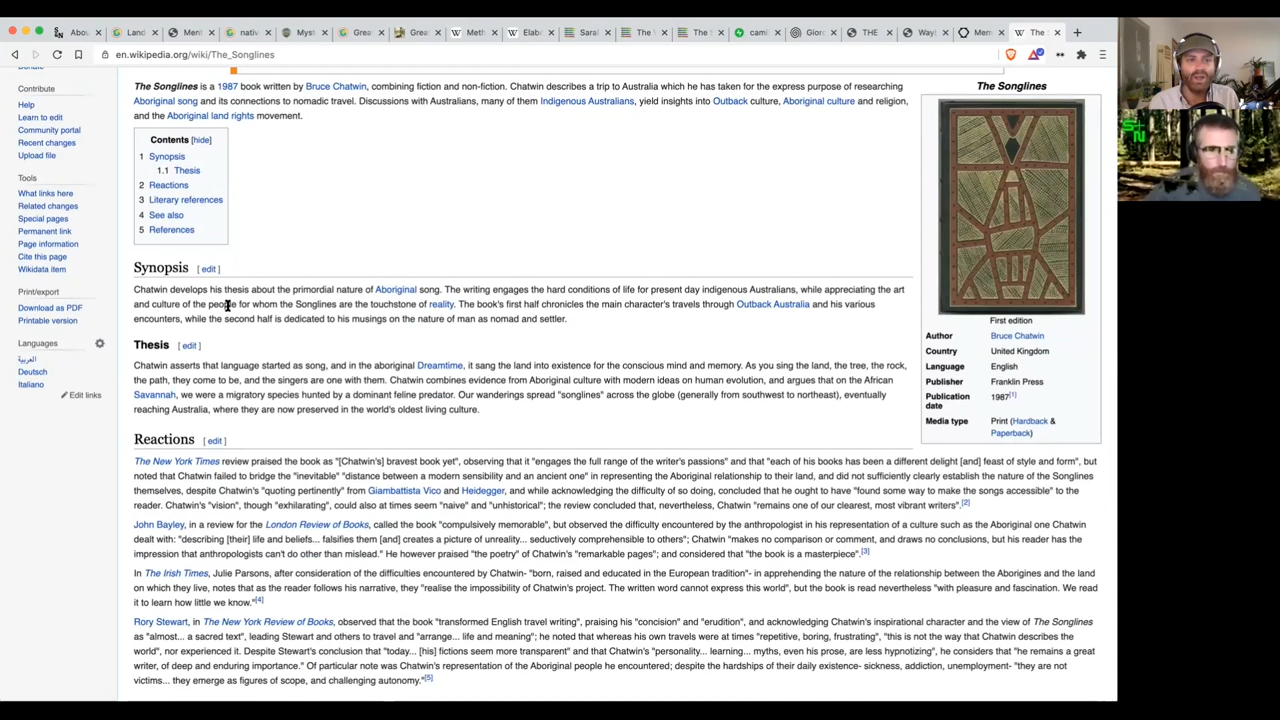 Abou
Land
Ment
nativ
Myst
Great
Great
Meth
Elabo
Saral
The V
The S
cami
Giorc
THE
Way
Mem
The S
en.wikipedia.org/wiki/The_Songlines
Donate
Contribute
Help
Learn to edit
Community portal
Recent changes
Upload file
Tools
What links here
Related changes
Special pages
Permanent link
Page information
Cite this page
Wikidata item
Print/export
Download as PDF
Printable version
Languages
العربية
Deutsch
Italiano
Edit links
The Songlines is a 1987 book written by Bruce Chatwin, combining fiction and non-fiction. Chatwin describes a trip to Australia which he has taken for the express purpose of researching
Aboriginal song and its connections to nomadic travel. Discussions with Australians, many of them Indigenous Australians, yield insights into Outback culture, Aboriginal culture and religion,
and the Aboriginal land rights movement.
Contents [hide]
1 Synopsis
1.1 Thesis
2 Reactions
3 Literary references
4 See also
5 References
Synopsis [ edit ]
Chatwin develops his thesis about the primordial nature of Aboriginal song. The writing engages the hard conditions of life for present day indigenous Australians, while appreciating the art
and culture of the people for whom the Songlines are the touchstone of reality. The book's first half chronicles the main character's travels through Outback Australia and his various
encounters, while the second half is dedicated to his musings on the nature of man as nomad and settler.
Thesis [ edit ]
Chatwin asserts that language started as song, and in the aboriginal Dreamtime, it sang the land into existence for the conscious mind and memory. As you sing the land, the tree, the rock,
the path, they come to be, and the singers are one with them. Chatwin combines evidence from Aboriginal culture with modern ideas on human evolution, and argues that on the African
Savannah, we were a migratory species hunted by a dominant feline predator. Our wanderings spread "songlines" across the globe (generally from southwest to northeast), eventually
reaching Australia, where they are now preserved in the world's oldest living culture.
Reactions [ edit ]
The New York Times review praised the book as "[Chatwin's] bravest book yet", observing that it "engages the full range of the writer's passions" and that "each of his books has been a different delight [and] feast of style and form", but
noted that Chatwin failed to bridge the "inevitable" "distance between a modern sensibility and an ancient one" in representing the Aboriginal relationship to their land, and did not sufficiently clearly establish the nature of the Songlines
themselves, despite Chatwin's "quoting pertinently" from Giambattista Vico and Heidegger, and while acknowledging the difficulty of so doing, concluded that he ought to have "found some way to make the songs accessible" to the
reader. Chatwin's "vision", though "exhilarating", could also at times seem "naive" and "unhistorical"; the review concluded that, nevertheless, Chatwin "remains one of our clearest, most vibrant writers".[2]
John Bayley, in a review for the London Review of Books, called the book "compulsively memorable", but observed the difficulty encountered by the anthropologist in his representation of a culture such as the Aboriginal one Chatwin
dealt with: "describing [their] life and beliefs... falsifies them [and] creates a picture of unreality... seductively comprehensible to others"; Chatwin "makes no comparison or comment, and draws no conclusions, but his reader has the
impression that anthropologists can't do other than mislead." He however praised "the poetry" of Chatwin's "remarkable pages"; and considered that "the book is a masterpiece".[3]
In The Irish Times, Julie Parsons, after consideration of the difficulties encountered by Chatwin- "born, raised and educated in the European tradition"- in apprehending the nature of the relationship between the Aborigines and the land
on which they live, notes that as the reader follows his narrative, they "realise the impossibility of Chatwin's project. The written word cannot express this world", but the book is read nevertheless "with pleasure and fascination. We read
it to learn how little we know."[4]
Rory Stewart, in The New York Review of Books, observed that the book "transformed English travel writing", praising his "concision" and "erudition", and acknowledging Chatwin's inspirational character and the view of The Songlines
as "almost... a sacred text", leading Stewart and others to travel and "arrange... life and meaning"; he noted that whereas his own travels were at times "repetitive, boring, frustrating", "this is not the way that Chatwin describes the
world", nor experienced it. Despite Stewart's conclusion that "today... [his] fictions seem more transparent" and that Chatwin's "personality... learning... myths, even his prose, are less hypnotizing", he considers that "he remains a great
writer, of deep and enduring importance." Of particular note was Chatwin's representation of the Aboriginal people he encountered; despite the hardships of their daily existence- sickness, addiction, unemployment- "they are not
victims... they emerge as figures of scope, and challenging autonomy."[5]
The Songlines
First edition
Author Bruce Chatwin
Country United Kingdom
Language English
Publisher Franklin Press
Publication date 1987[1]
Media type Print (Hardback & Paperback)